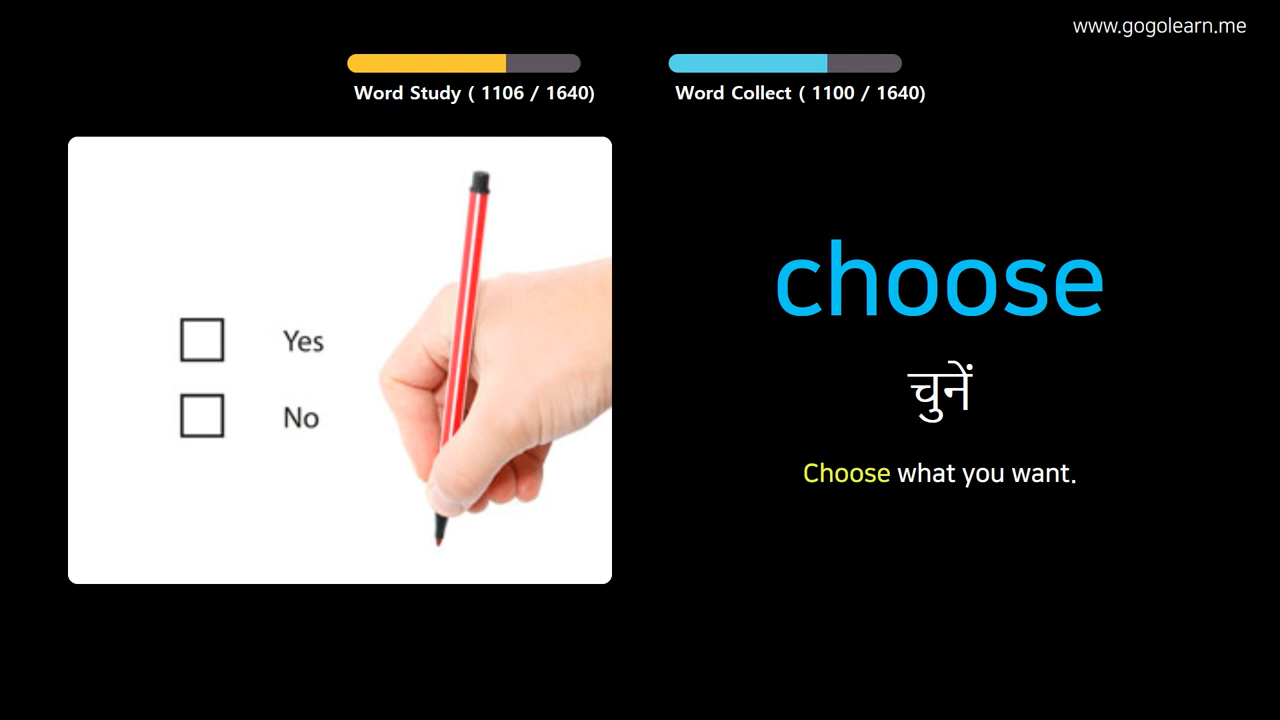 www.gogolearn.me
Word Study ( 1106 / 1640)
Word Collect ( 1100 / 1640)
Yes
No
choose
चुनें
Choose what you want.